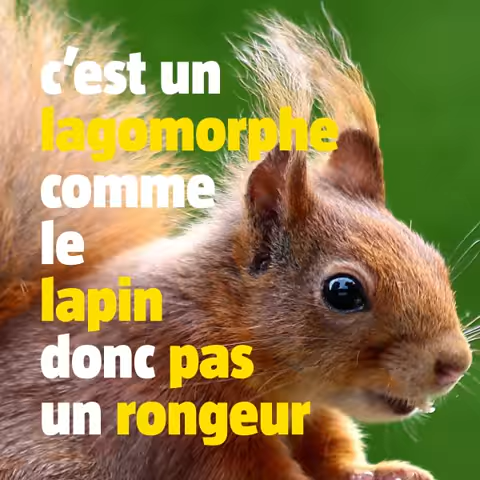 c'est un
lagomorphe
comme
le
lapin
donc pas
un rongeur